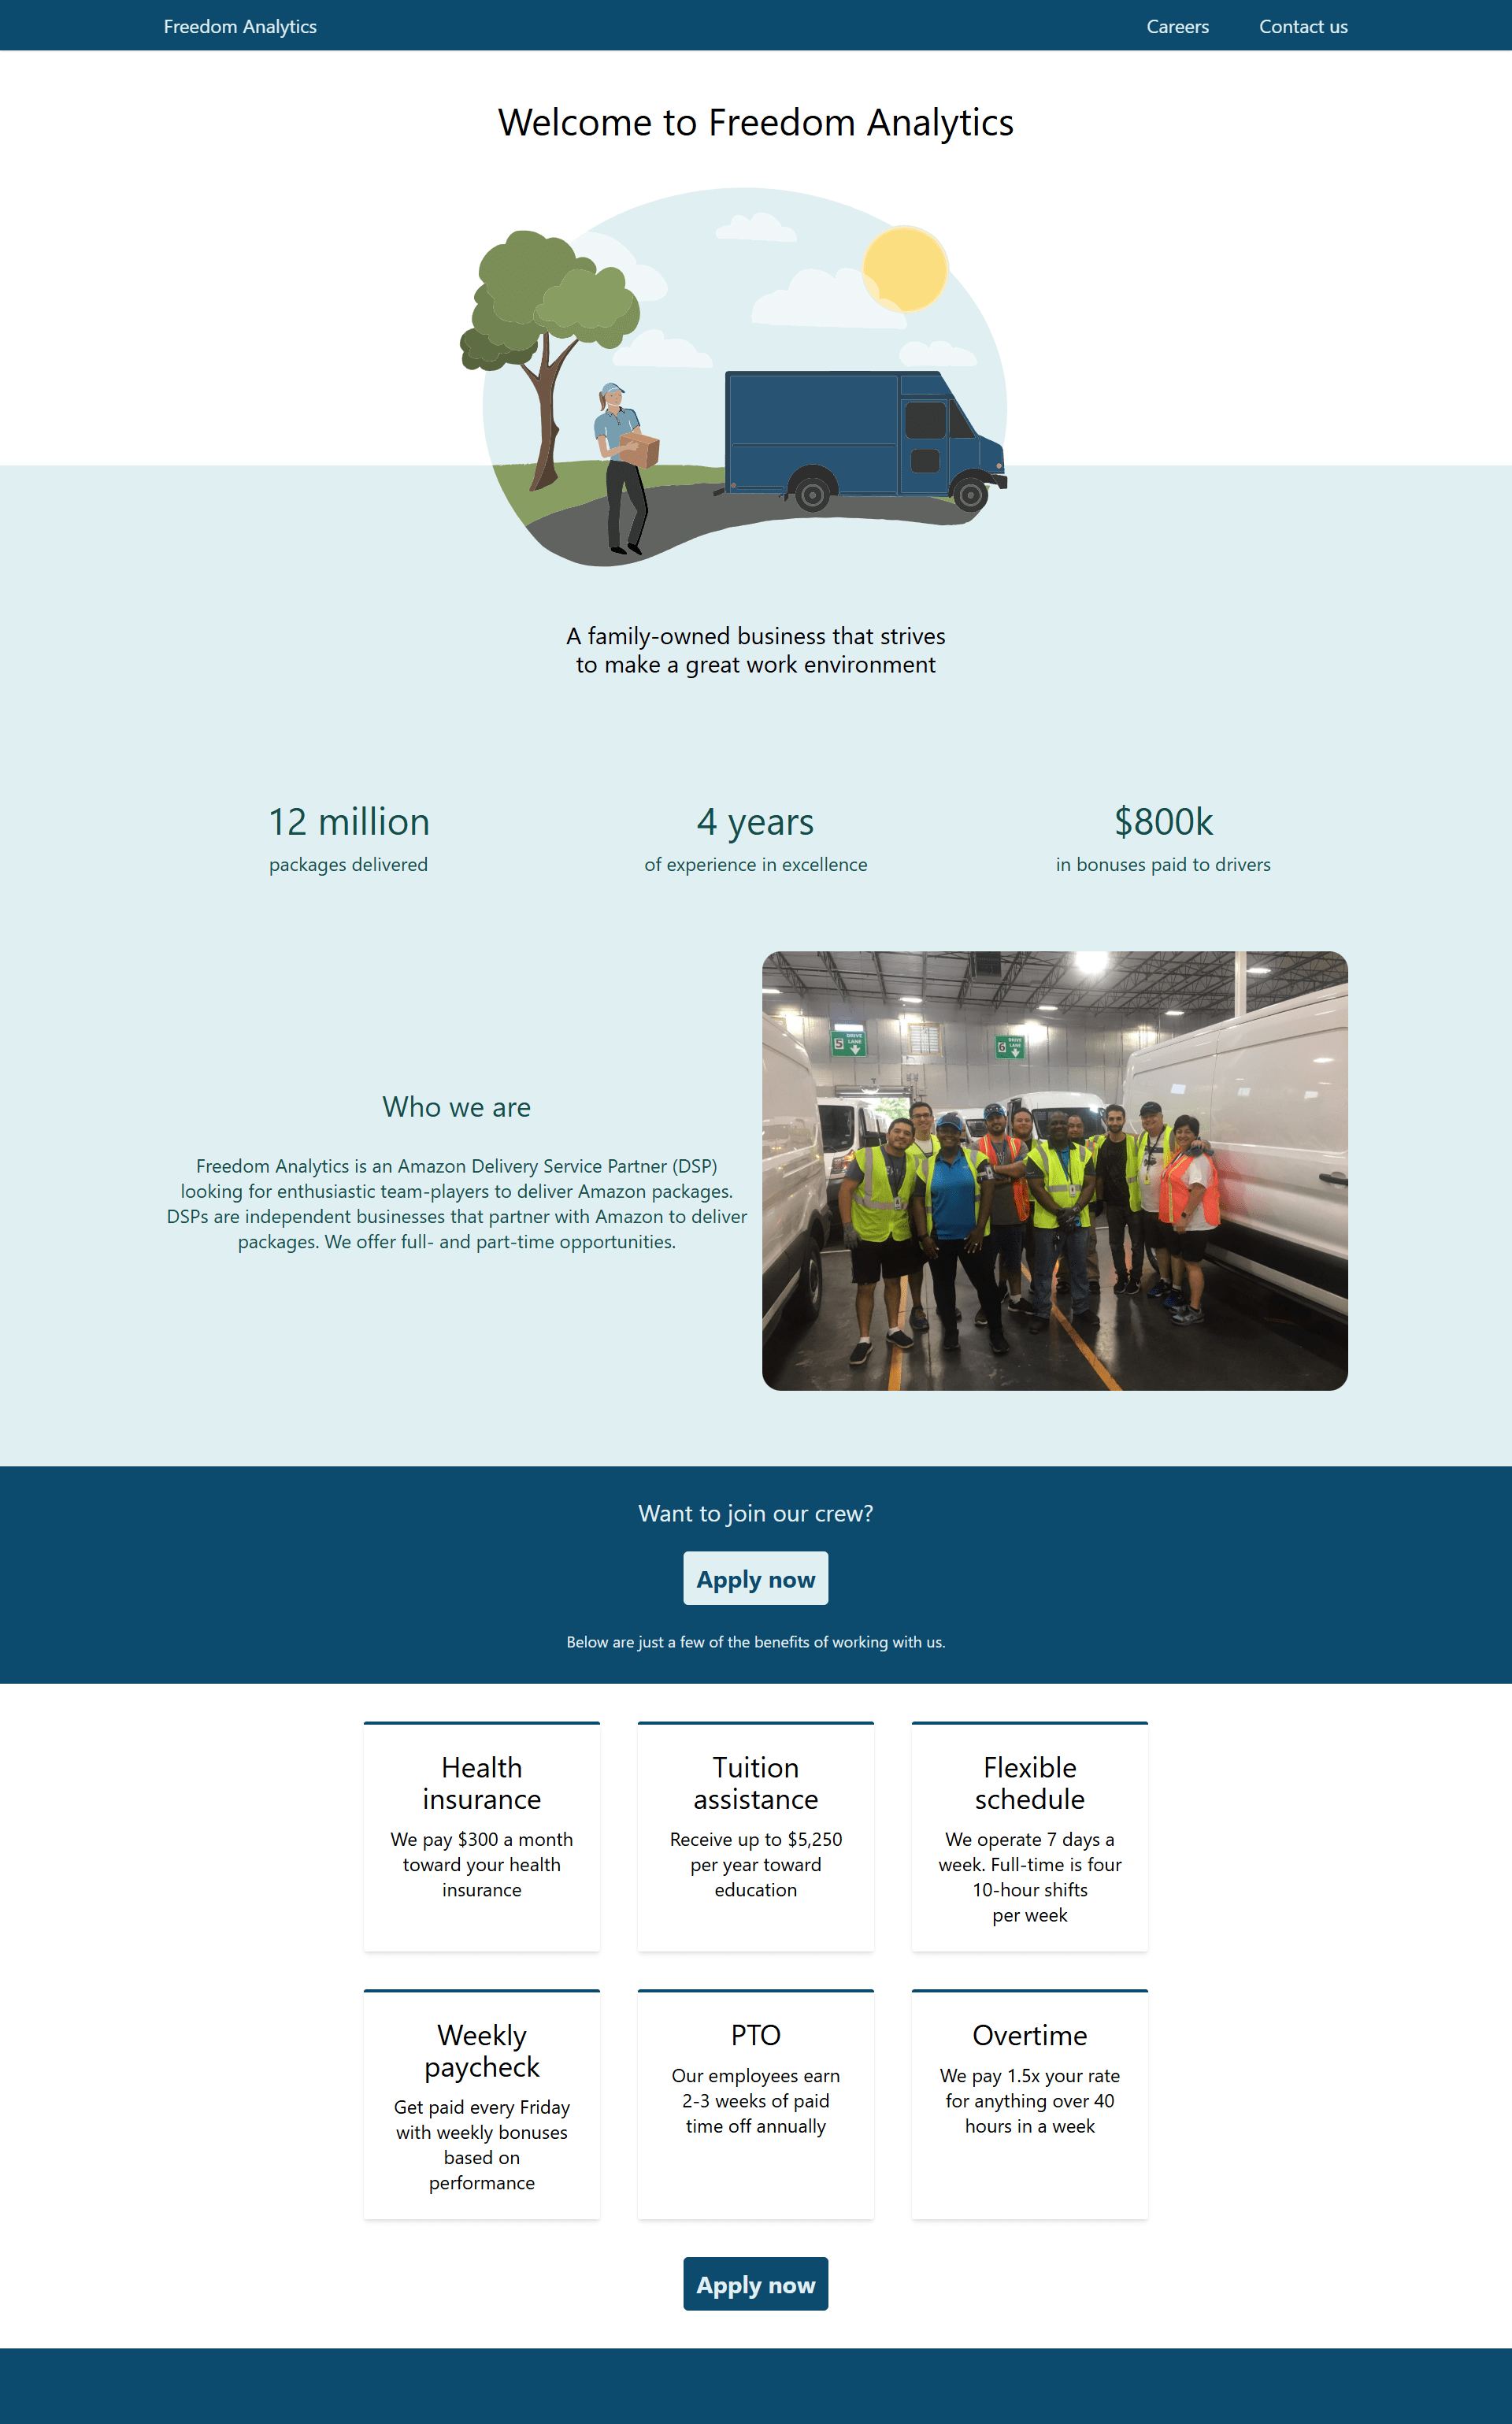 Freedom Analytics
Careers
Contact us
Welcome to Freedom Analytics
A family-owned business that strives
to make a great work environment
12 million
packages delivered
4 years
of experience in excellence
$800k
in bonuses paid to drivers
Who we are
Freedom Analytics is an Amazon Delivery Service Partner (DSP)
looking for enthusiastic team-players to deliver Amazon packages.
DSPs are independent businesses that partner with Amazon to deliver
packages. We offer full- and part-time opportunities.
5 DRIVE
LANE
6 DRIVE
LANE
Want to join our crew?
Apply now
Below are just a few of the benefits of working with us.
Health
insurance
We pay $300 a month
toward your health
insurance
Tuition
assistance
Receive up to $5,250
per year toward
education
Flexible
schedule
We operate 7 days a
week. Full-time is four
10-hour shifts
per week
Weekly
paycheck
Get paid every Friday
with weekly bonuses
based on
performance
PTO
Our employees earn
2-3 weeks of paid
time off annually
Overtime
We pay 1.5x your rate
for anything over 40
hours in a week
Apply now